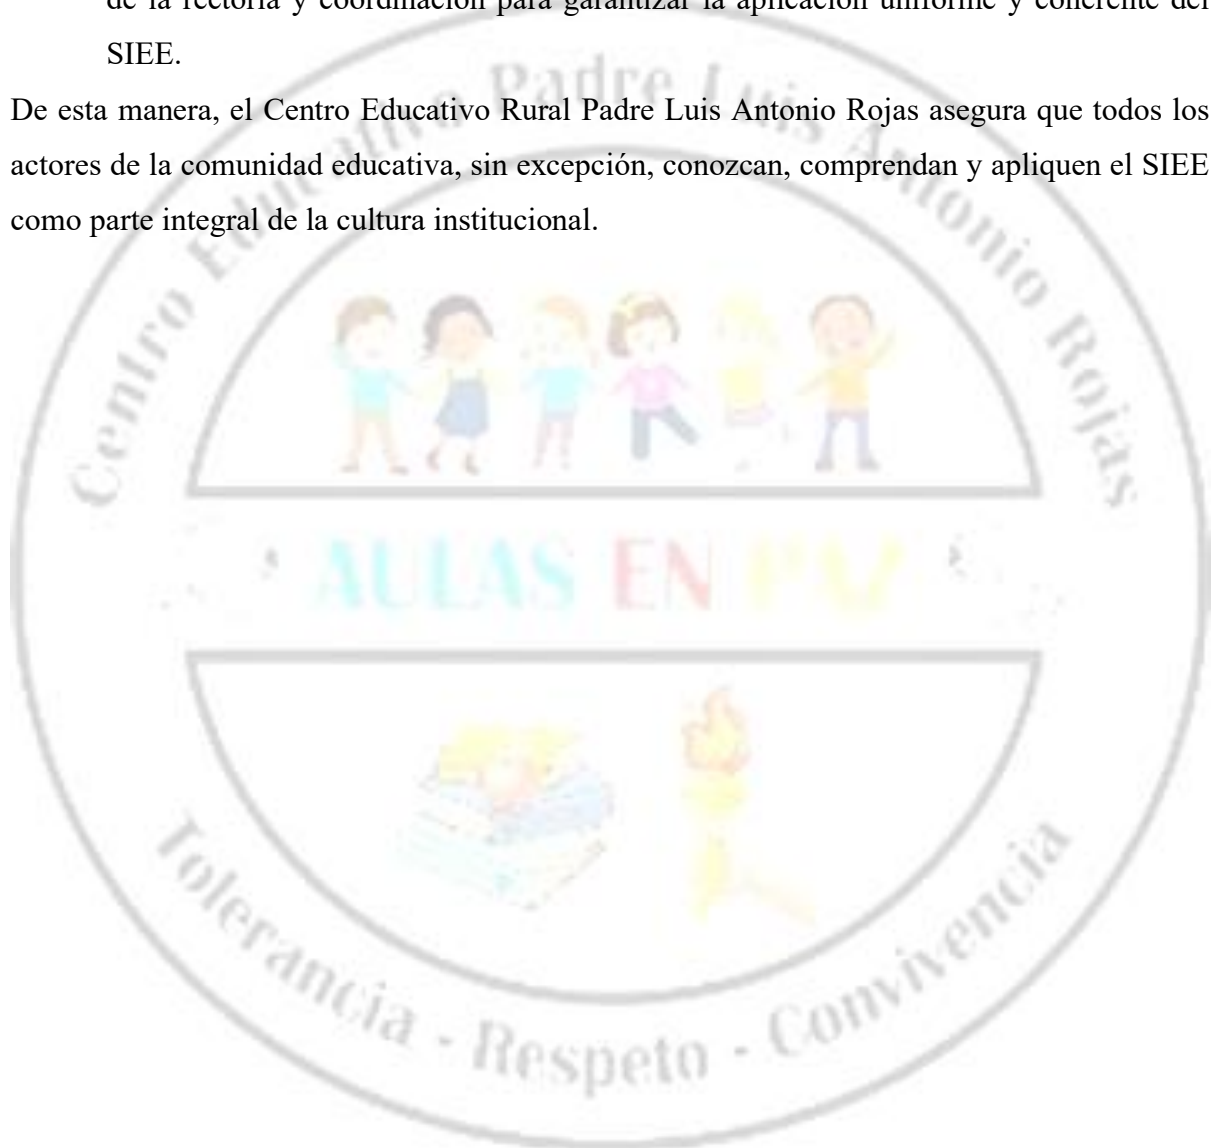 de la rectoría y coordinación para garantizar la aplicación uniforme y coherente del
SIEE.
De esta manera, el Centro Educativo Rural Padre Luis Antonio Rojas asegura que todos los
actores de la comunidad educativa, sin excepción, conozcan, comprendan y apliquen el SIEE
como parte integral de la cultura institucional.
Centro Educativo Padre Luis Antonio Rojas
AULAS EN PAZ
Tolerancia - Respeto - Convivencia